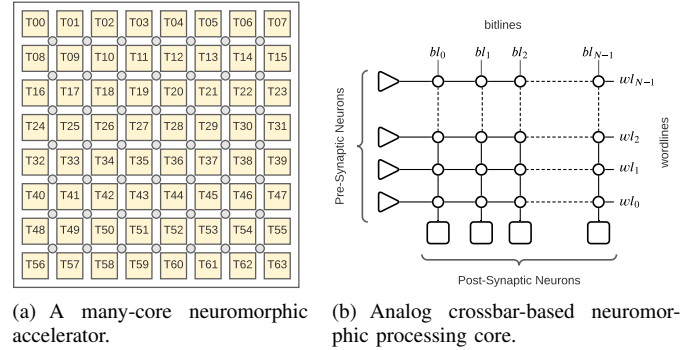 T00 T01 T02 T03 T04 T05 T06 T07
T08 T09 T10 T11 T12 T13 T14 T15
T16 T17 T18 T19 T20 T21 T22 T23
T24 T25 T26 T27 T28 T29 T30 T31
T32 T33 T34 T35 T36 T37 T38 T39
T40 T41 T42 T43 T44 T45 T46 T47
T48 T49 T50 T51 T52 T53 T54 T55
T56 T57 T58 T59 T60 T61 T62 T63
(a) A many-core neuromorphic
accelerator.
bitlines
bl0 bl1 bl2 blN−1
Pre-Synaptic Neurons
wlN−1
wl2
wl1
wl0
wordlines
Post-Synaptic Neurons
(b) Analog crossbar-based neuromor-
phic processing core.